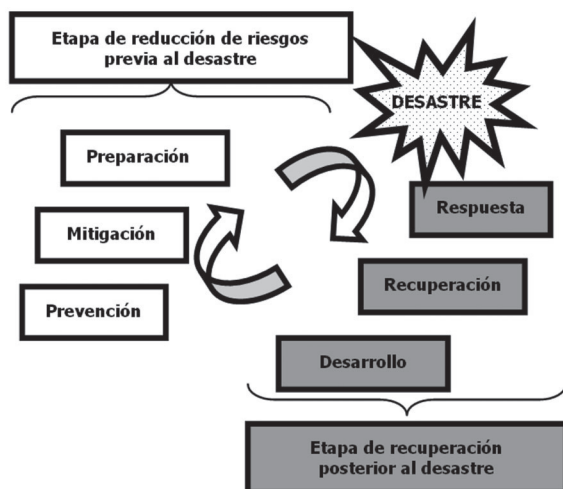 Etapa de reducción de riesgos
previa al desastre
DESASTRE
Preparación
Mitigación
Prevención
Respuesta
Recuperación
Desarrollo
Etapa de recuperación
posterior al desastre